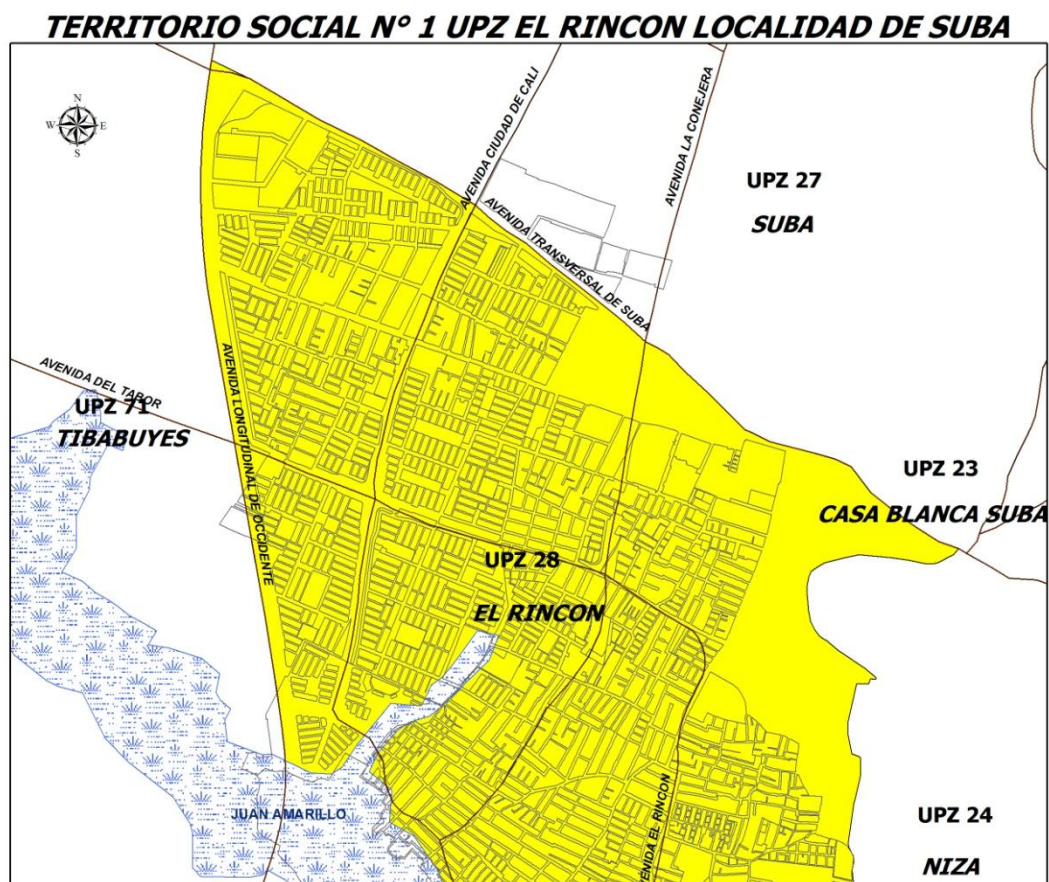 TERRITORIO SOCIAL N° 1 UPZ EL RINCON LOCALIDAD DE SUBA
N
W
E
S
AVENIDA CIUDAD DE CALI
AVENIDA LA CONEJERA
UPZ 27
SUBA
AVENIDA TRANSVERSAL DE SUBA
AVENIDA DEL TABOR
UPZ 71
TIBABUYES
AVENIDA LONGITUDINAL DE OCCIDENTE
UPZ 23
CASA BLANCA SUBA
UPZ 28
EL RINCON
JUAN AMARILLO
AVENIDA EL RINCON
UPZ 24
NIZA